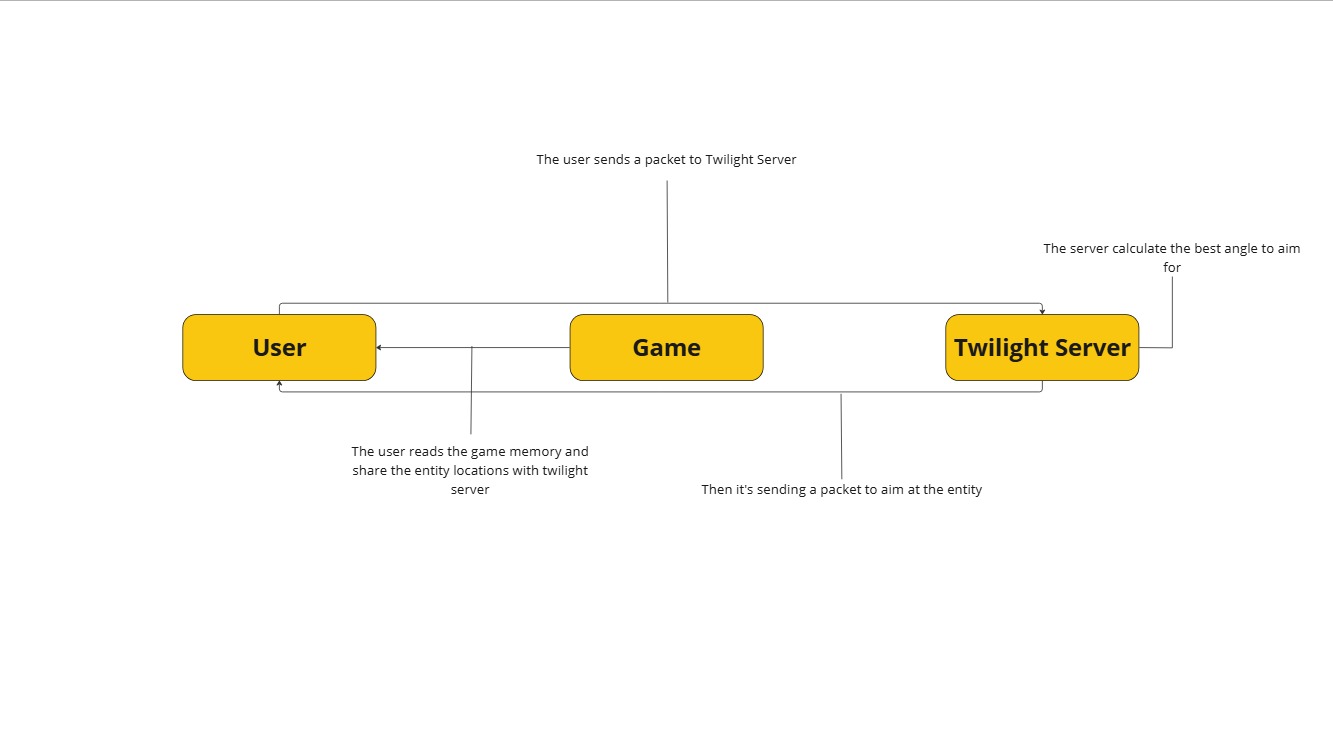 The user sends a packet to Twilight Server
The server calculate the best angle to aim
for
User
Game
Twilight Server
The user reads the game memory and
share the entity locations with twilight
server
Then it's sending a packet to aim at the entity